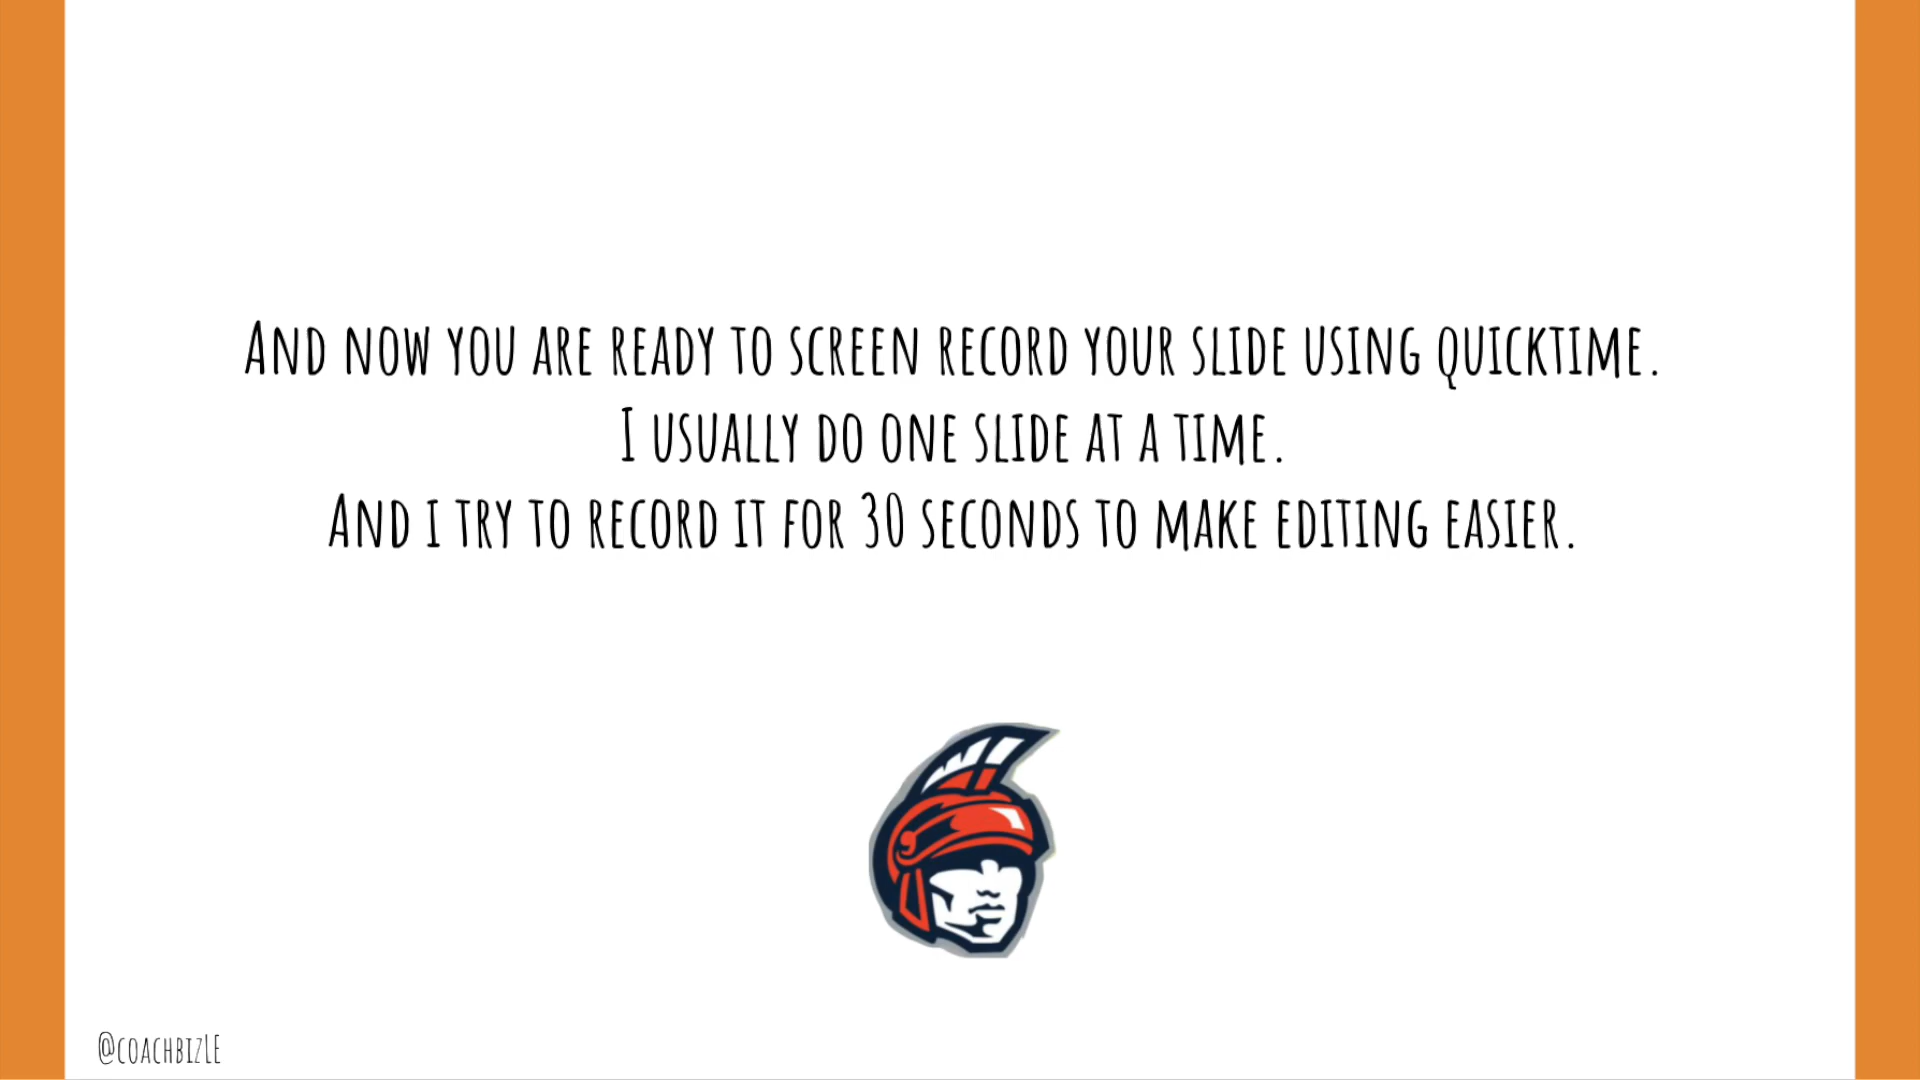 And now you are ready to screen record your slide using quicktime.
I usually do one slide at a time.
And i try to record it for 30 seconds to make editing easier.
@coachbizLE